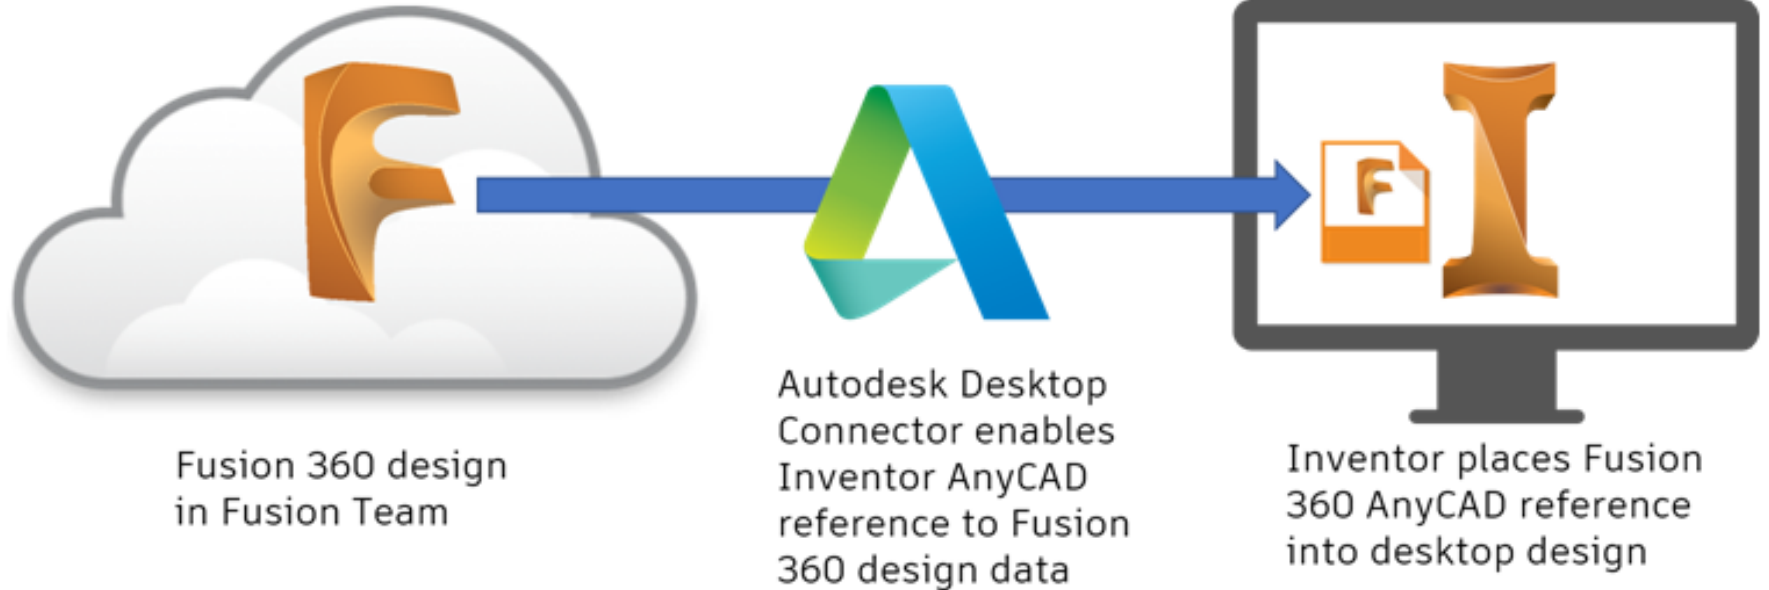 Fusion 360 design
in Fusion Team
Autodesk Desktop
Connector enables
Inventor AnyCAD
reference to Fusion
360 design data
Inventor places Fusion
360 AnyCAD reference
into desktop design